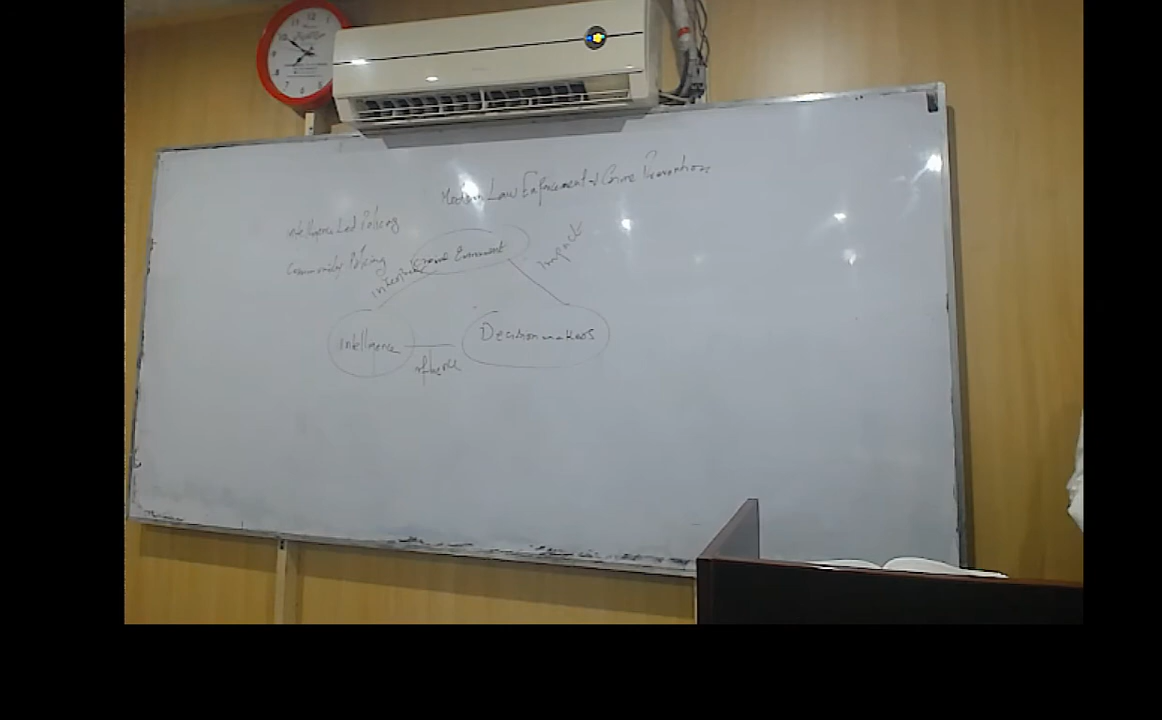 Modern Law Enforcement & Crime Prevention
Intelligence Led Policing
Community Policing
Criminal Environment
Interpret
Impact
Intelligence
Decision makers
Influence